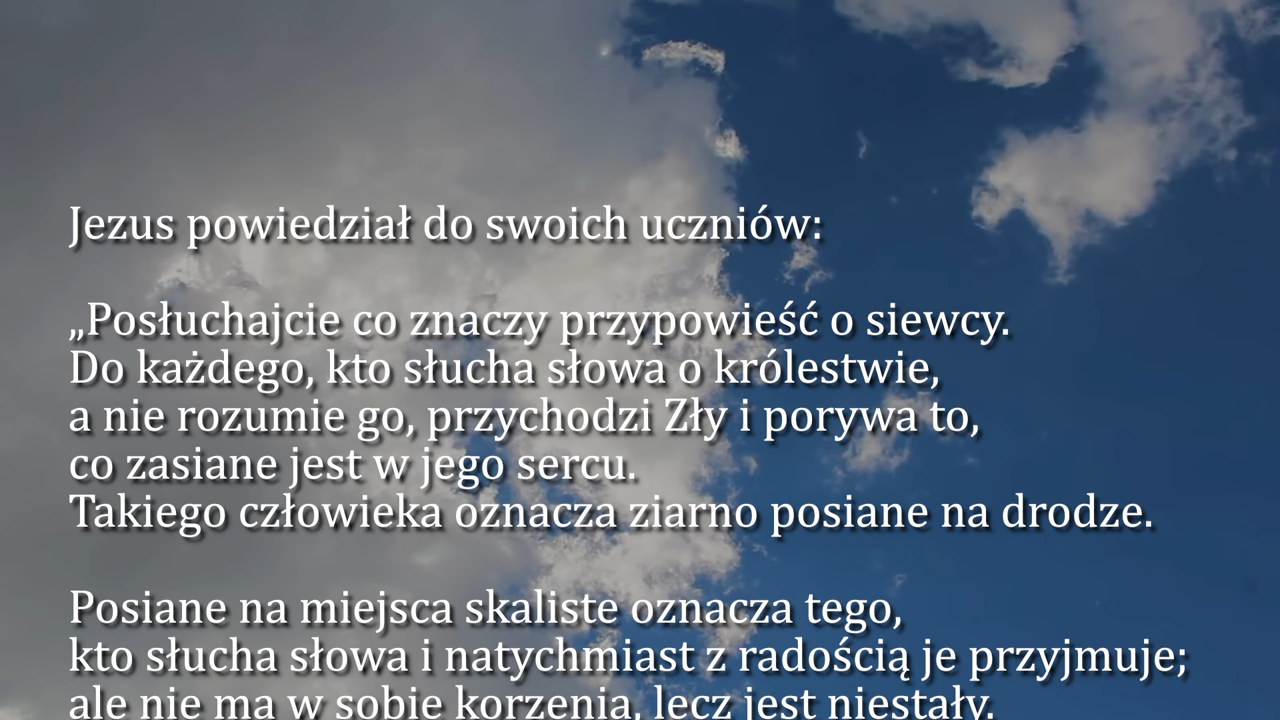 Jezus powiedział do swoich uczniów:
„Posłuchajcie co znaczy przypowieść o siewcy.
Do każdego, kto słucha słowa o królestwie,
a nie rozumie go, przychodzi Zły i porywa to,
co zasiane jest w jego sercu.
Takiego człowieka oznacza ziarno posiane na drodze.
Posiane na miejsca skaliste oznacza tego,
kto słucha słowa i natychmiast z radością je przyjmuje;
ale nie ma w sobie korzenia, lecz jest niestały.